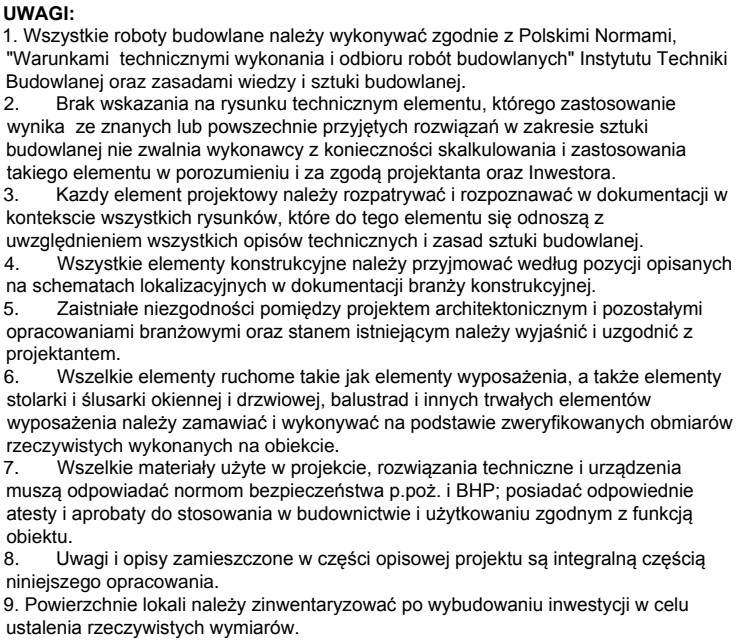 UWAGI:
1. Wszystkie roboty budowlane należy wykonywać zgodnie z Polskimi Normami,
"Warunkami technicznymi wykonania i odbioru robót budowlanych" Instytutu Techniki
Budowlanej oraz zasadami wiedzy i sztuki budowlanej.
2. Brak wskazania na rysunku technicznym elementu, którego zastosowanie
wynika ze znanych lub powszechnie przyjętych rozwiązań w zakresie sztuki
budowlanej nie zwalnia wykonawcy z konieczności skalkulowania i zastosowania
takiego elementu w porozumieniu i za zgodą projektanta oraz Inwestora.
3. Kazdy element projektowy należy rozpatrywać i rozpoznawać w dokumentacji w
kontekscie wszystkich rysunków, które do tego elementu się odnoszą z
uwzględnieniem wszystkich opisów technicznych i zasad sztuki budowlanej.
4. Wszystkie elementy konstrukcyjne należy przyjmować według pozycji opisanych
na schematach lokalizacyjnych w dokumentacji branży konstrukcyjnej.
5. Zaistniałe niezgodności pomiędzy projektem architektonicznym i pozostałymi
opracowaniami branżowymi oraz stanem istniejącym należy wyjaśnić i uzgodnić z
projektantem.
6. Wszelkie elementy ruchome takie jak elementy wyposażenia, a także elementy
stolarki i ślusarki okiennej i drzwiowej, balustrad i innych trwałych elementów
wyposażenia należy zamawiać i wykonywać na podstawie zweryfikowanych obmiarów
rzeczywistych wykonanych na obiekcie.
7. Wszelkie materiały użyte w projekcie, rozwiązania techniczne i urządzenia
muszą odpowiadać normom bezpieczeństwa p.poż. i BHP; posiadać odpowiednie
atesty i aprobaty do stosowania w budownictwie i użytkowaniu zgodnym z funkcją
obiektu.
8. Uwagi i opisy zamieszczone w części opisowej projektu są integralną częścią
niniejszego opracowania.
9. Powierzchnie lokali należy zinwentaryzować po wybudowaniu inwestycji w celu
ustalenia rzeczywistych wymiarów.